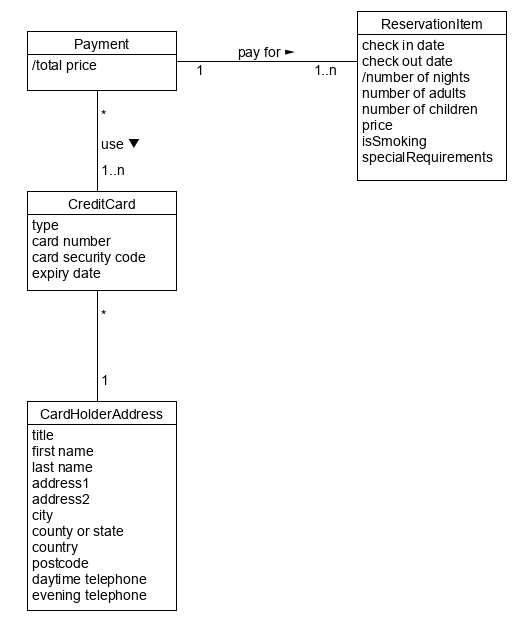 Payment
/total price
pay for ►
1
1..n
ReservationItem
check in date
check out date
/number of nights
number of adults
number of children
price
isSmoking
specialRequirements
*
use ▼
1..n
CreditCard
type
card number
card security code
expiry date
*
1
CardHolderAddress
title
first name
last name
address1
address2
city
county or state
country
postcode
daytime telephone
evening telephone